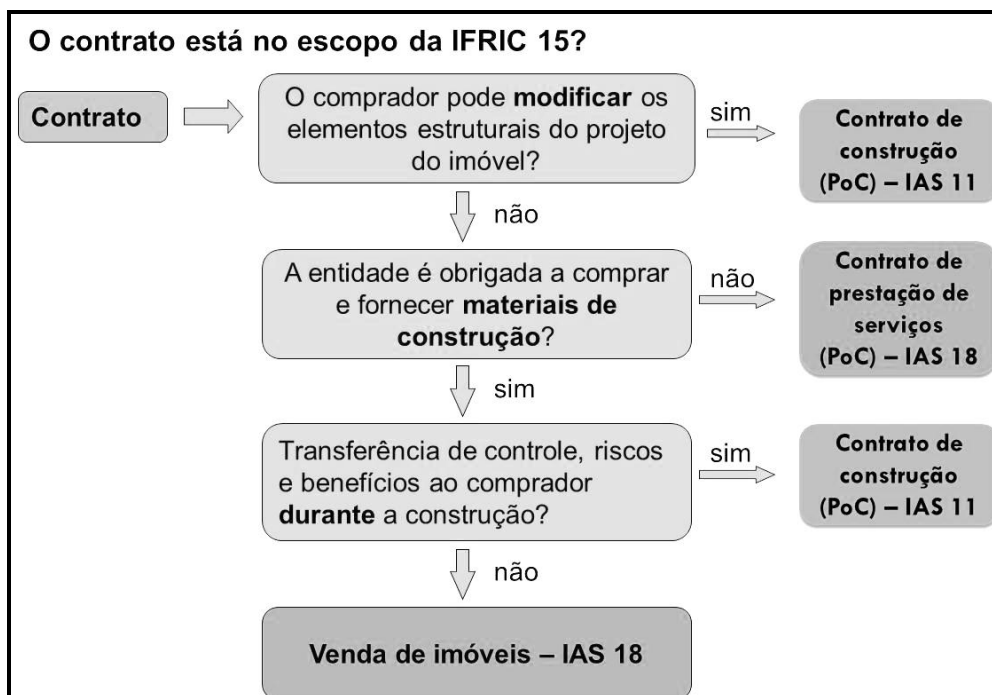 O contrato está no escopo da IFRIC 15?
Contrato
O comprador pode modificar os
elementos estruturais do projeto
do imóvel?
sim
Contrato de
construção
(PoC) – IAS 11
não
A entidade é obrigada a comprar
e fornecer materiais de
construção?
não
Contrato de
prestação de
serviços
(PoC) – IAS 18
sim
Transferência de controle, riscos
e benefícios ao comprador
durante a construção?
sim
Contrato de
construção
(PoC) – IAS 11
não
Venda de imóveis – IAS 18